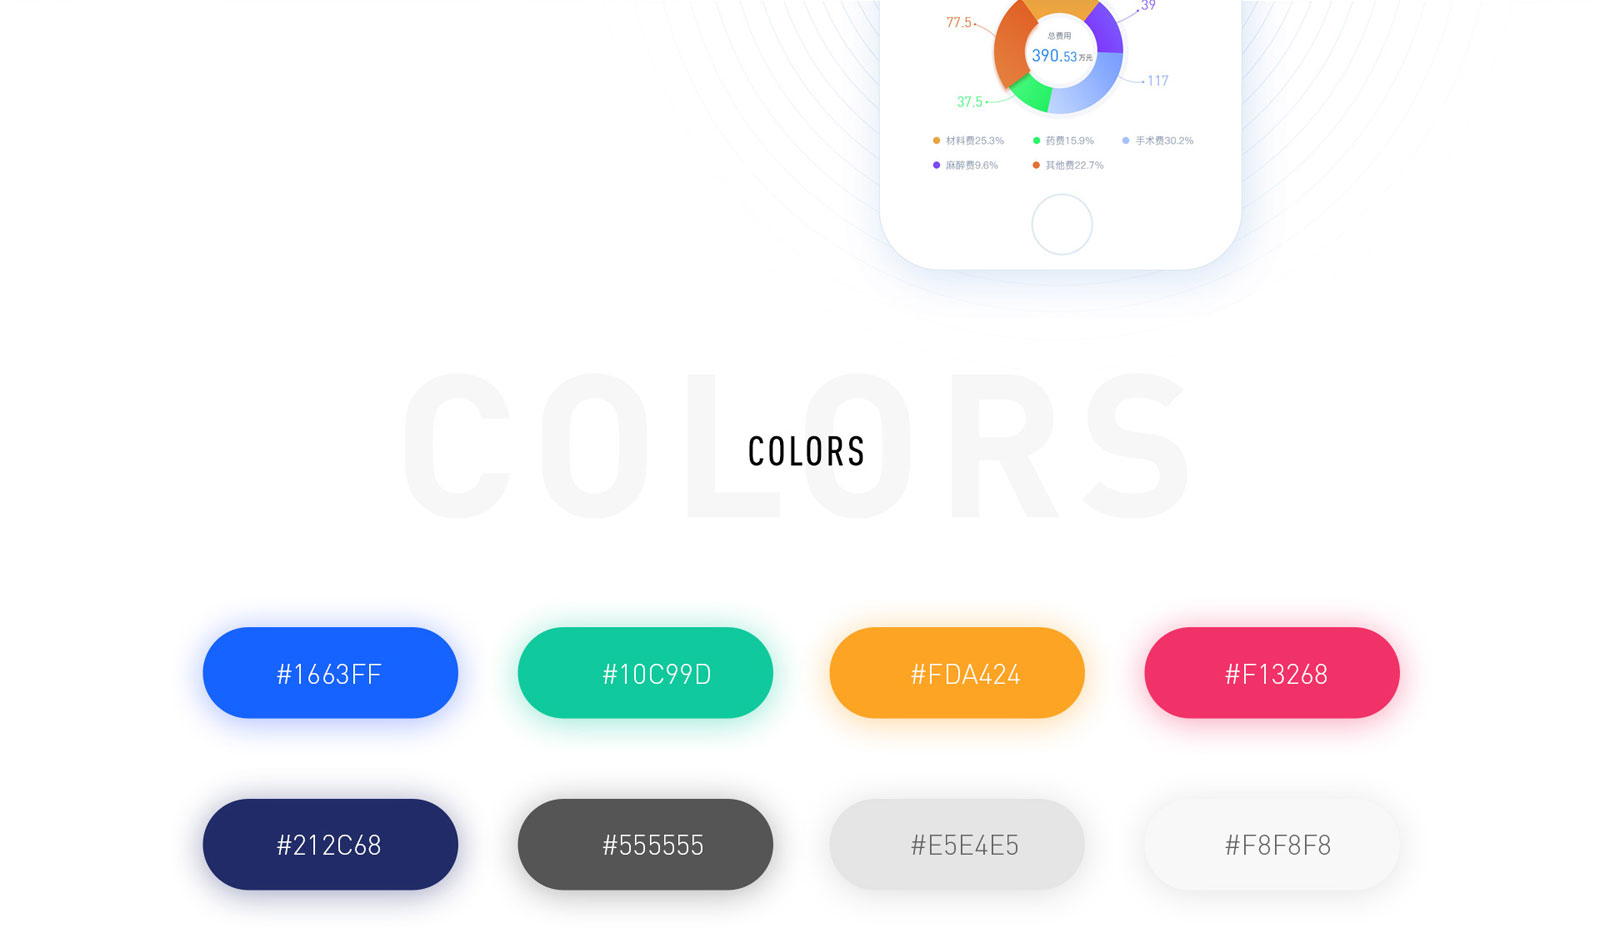 39
77.5
总费用
390.53万元
117
37.5
材料费25.3%
药费15.9%
手术费30.2%
麻醉费9.6%
其他费22.7%
COLORS
COLORS
#1663FF
#10C99D
#FDA424
#F13268
#212C68
#555555
#E5E4E5
#F8F8F8